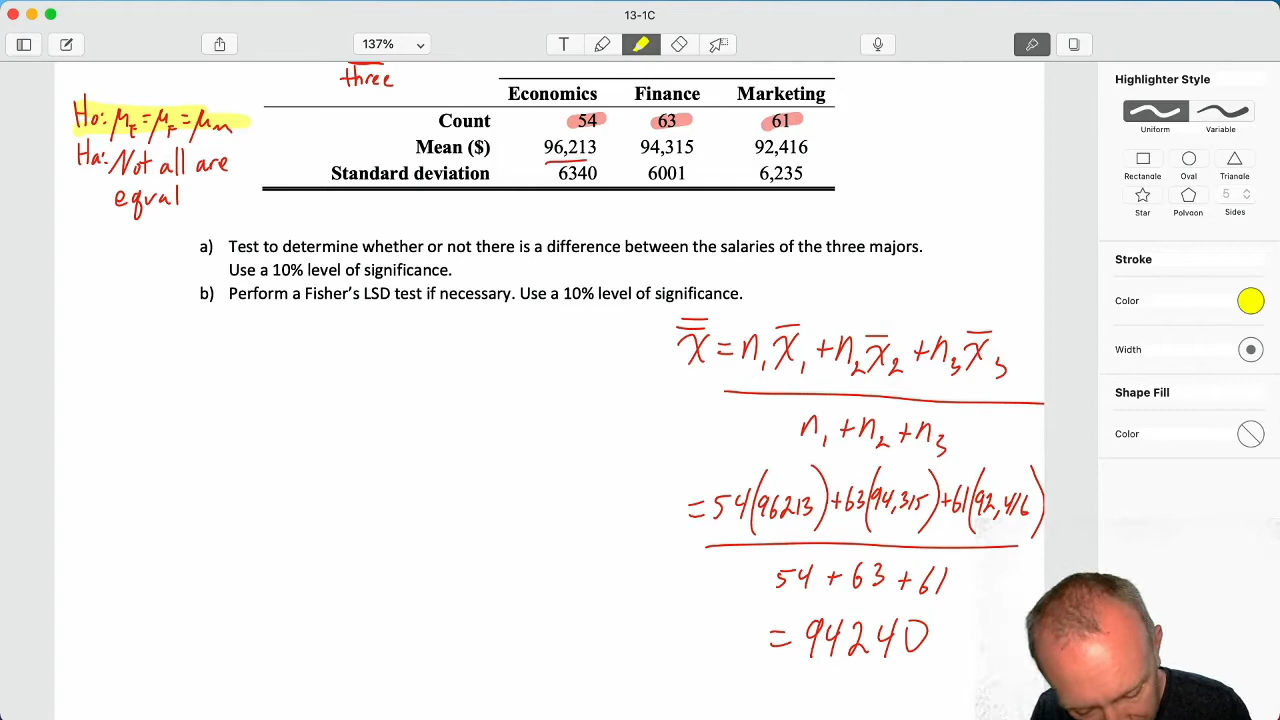 13-1C
137%
T
Highlighter Style
Uniform Variable
Rectangle Oval Triangle
5
Star Polygon Sides
Stroke
Color
Width
Shape Fill
Color
three
Economics Finance Marketing
Count 54 63 61
Mean ($) 96,213 94,315 92,416
Standard deviation 6340 6001 6,235
Ho: μE = μF = μM
Ha: Not all are
equal
a) Test to determine whether or not there is a difference between the salaries of the three majors.
Use a 10% level of significance.
b) Perform a Fisher's LSD test if necessary. Use a 10% level of significance.
x̿ = n₁x̄₁ + n₂x̄₂ + n₃x̄₃
n₁ + n₂ + n₃
= 54(96213) + 63(94,315) + 61(92,416)
54 + 63 + 61
= 94240